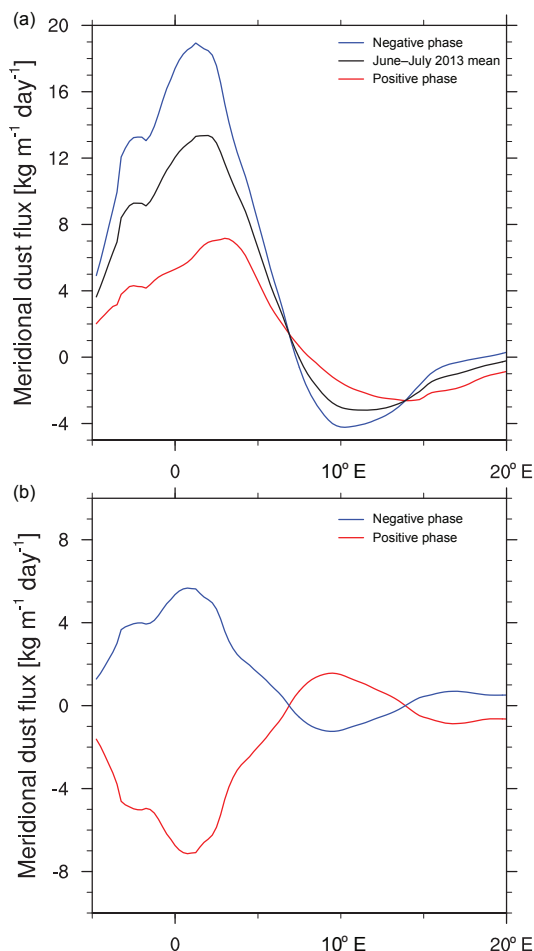 (a)
20
16
12
8
4
0
-4
Meridional dust flux [kg m⁻¹ day⁻¹]
Negative phase
June–July 2013 mean
Positive phase
0
10° E
20° E
(b)
8
4
0
-4
-8
Meridional dust flux [kg m⁻¹ day⁻¹]
Negative phase
Positive phase
0
10° E
20° E